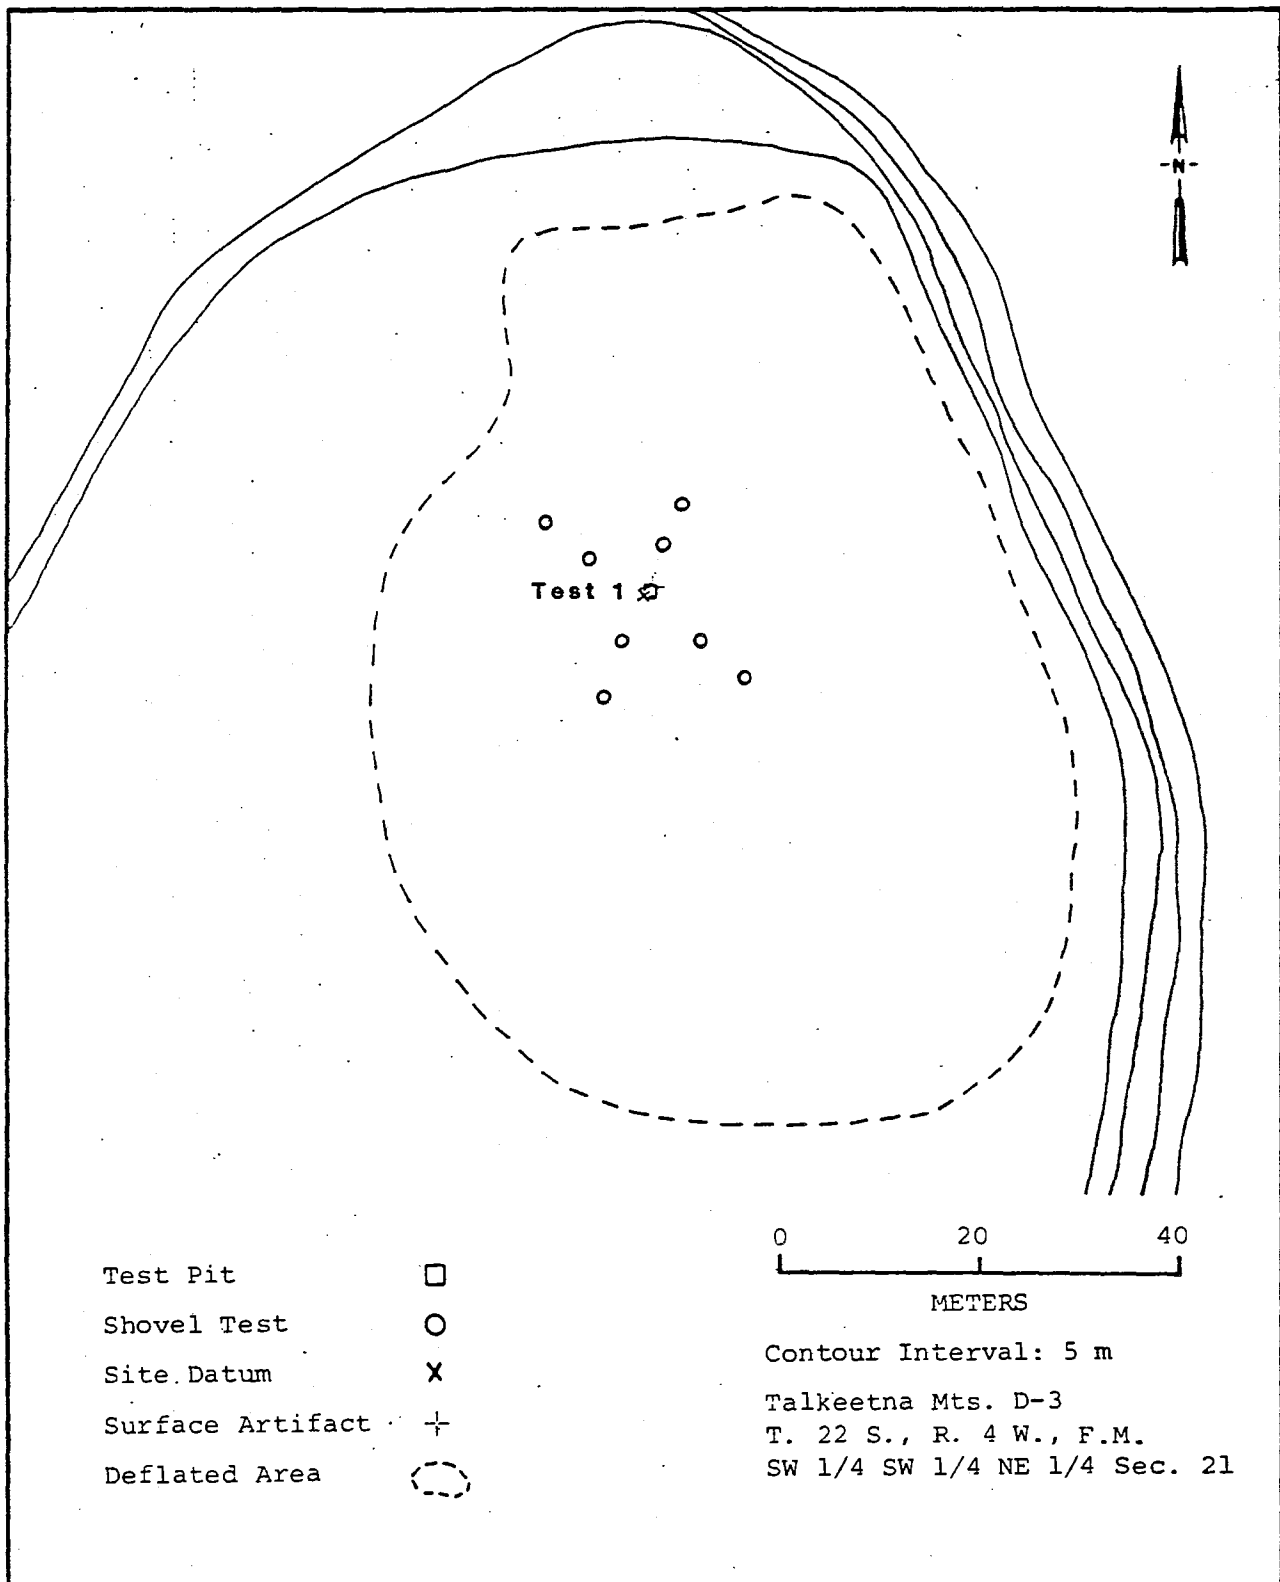 -N-
Test 1
0 20 40
METERS
Test Pit
Shovel Test
Site Datum
Surface Artifact
Deflated Area
Contour Interval: 5 m
Talkeetna Mts. D-3
T. 22 S., R. 4 W., F.M.
SW 1/4 SW 1/4 NE 1/4 Sec. 21